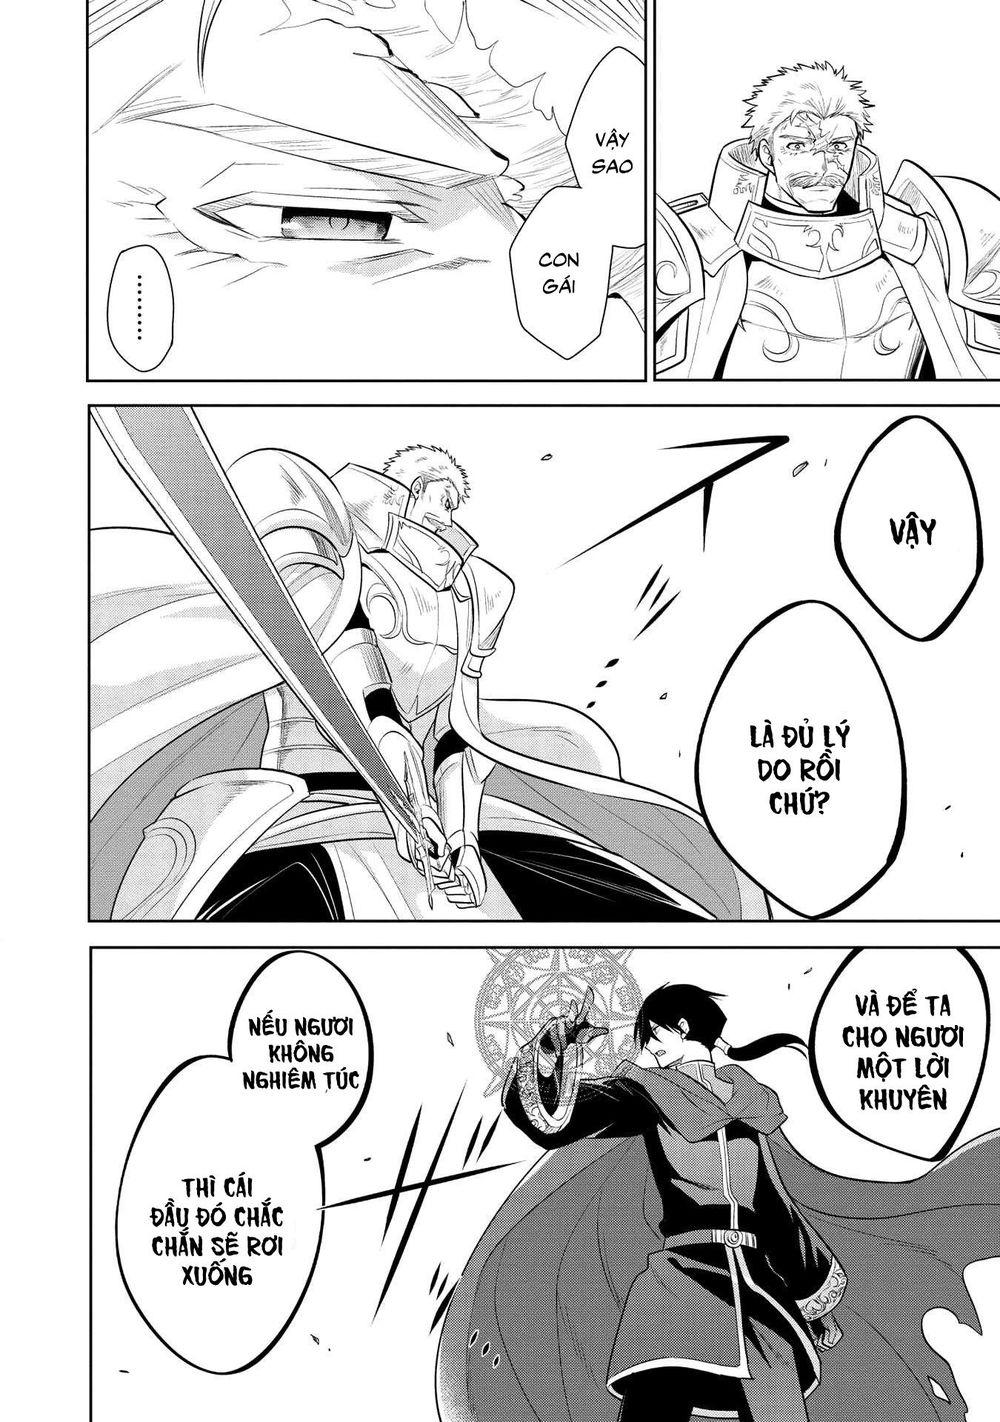 VẬY
SAO
CON
GÁI
.........
VẬY
LÀ ĐỦ LÝ
DO RỒI
CHỨ?
VÀ ĐỂ TA
CHO NGƯƠI
MỘT LỜI
KHUYÊN
NẾU NGƯƠI
KHÔNG
NGHIÊM TÚC
THÌ CÁI
ĐẦU ĐÓ CHẮC
CHẮN SẼ RƠI
XUỐNG